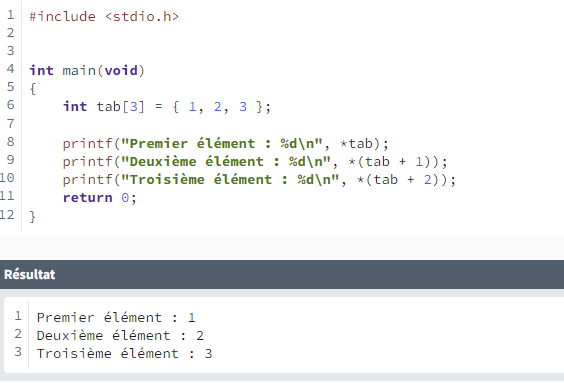 1 #include <stdio.h>
2
3
4 int main(void)
5 {
6     int tab[3] = { 1, 2, 3 };
7
8     printf("Premier élément : %d\n", *tab);
9     printf("Deuxième élément : %d\n", *(tab + 1));
10     printf("Troisième élément : %d\n", *(tab + 2));
11     return 0;
12 }
Résultat
1 Premier élément : 1
2 Deuxième élément : 2
3 Troisième élément : 3